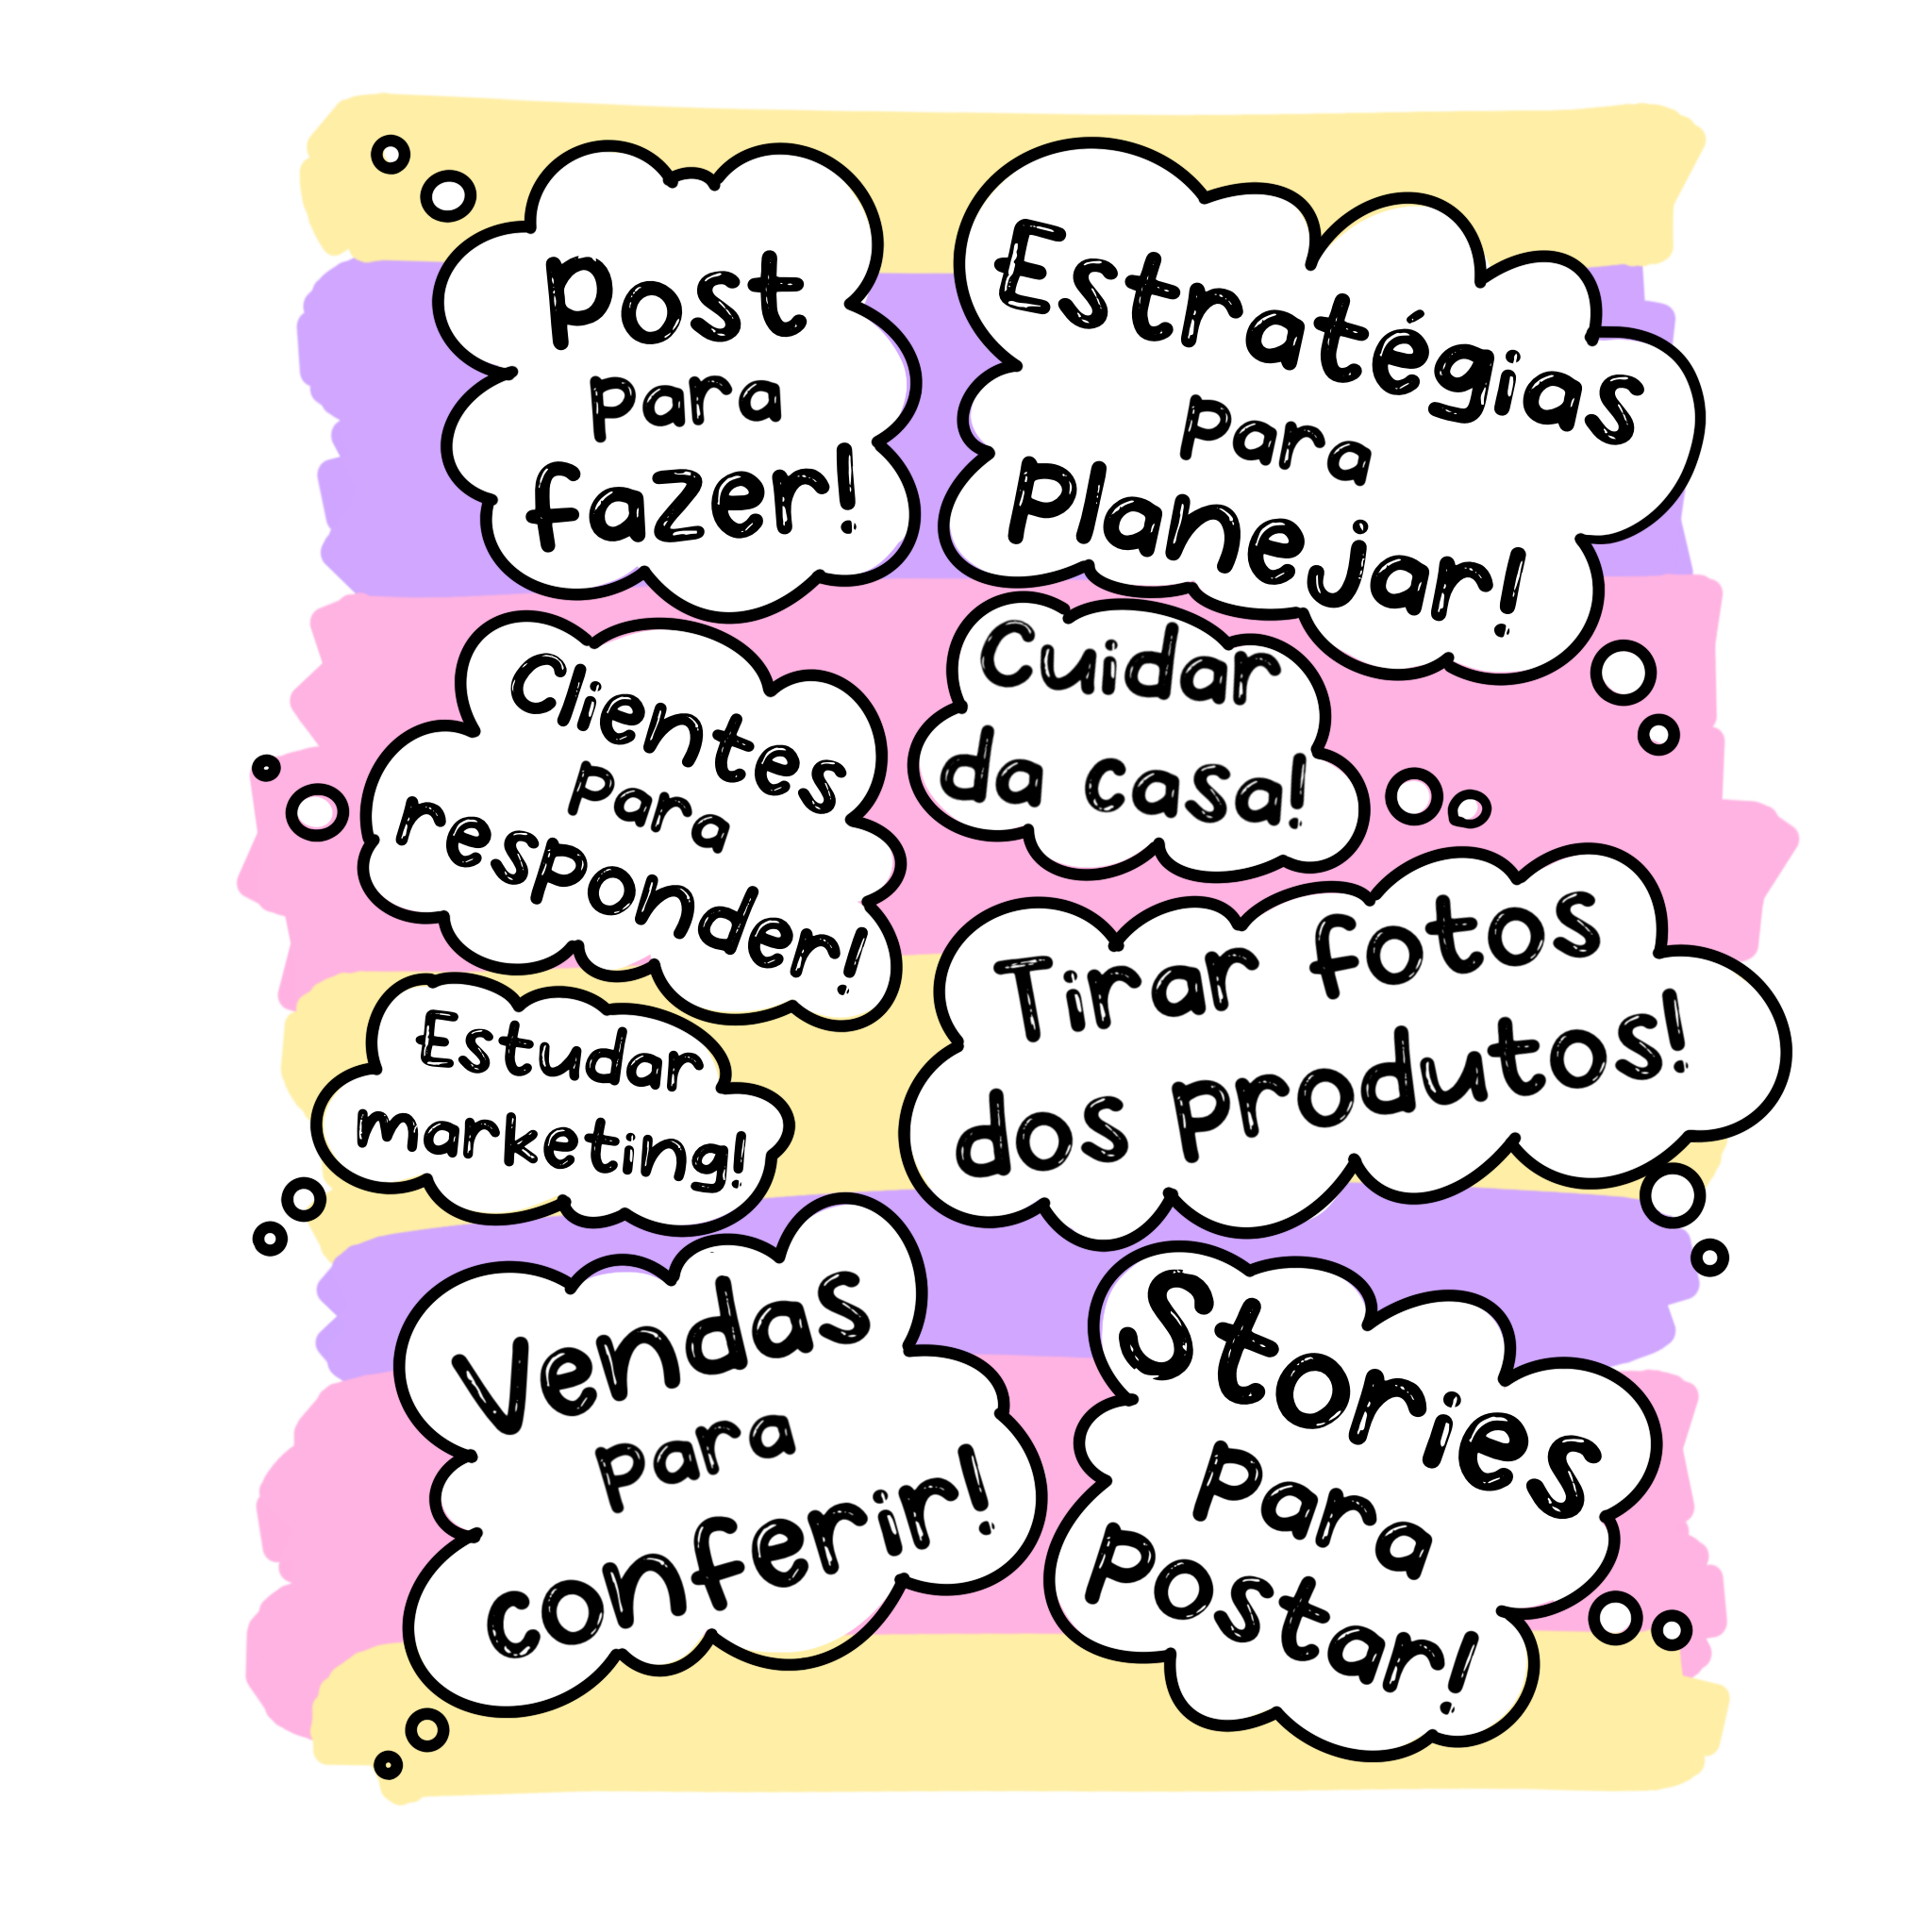 Post
para
fazer!
Estratégias
para
Planejar!
Clientes
para
responder!
Cuidar
da casa!
Estudar
marketing!
Tirar fotos
dos produtos!
Vendas
para
conferir!
Stories
para
postar!